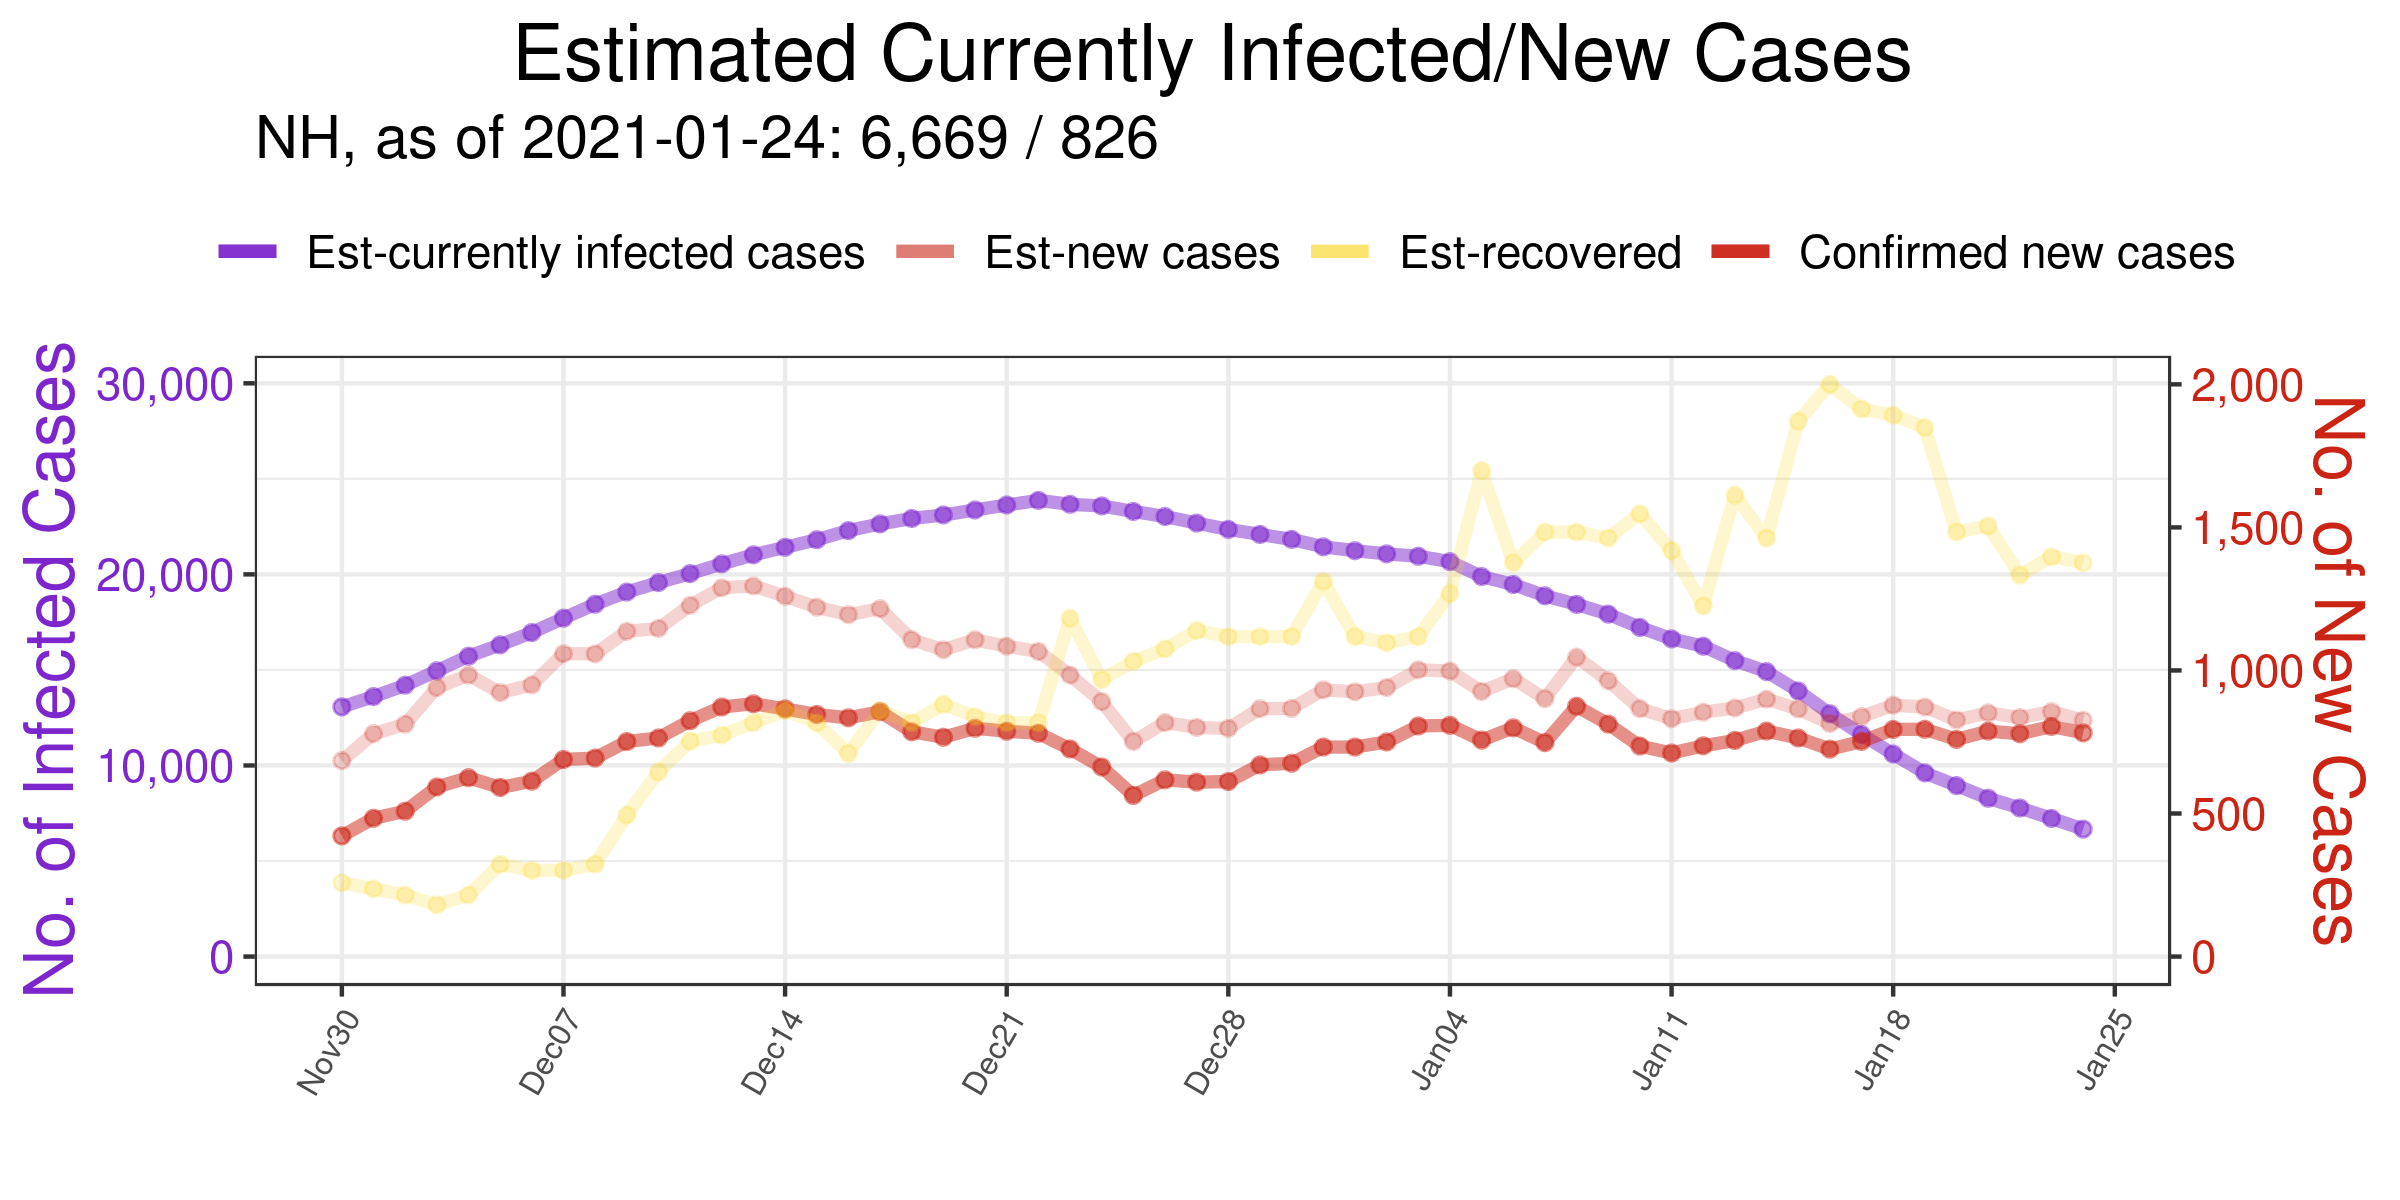 Estimated Currently Infected/New Cases
NH, as of 2021-01-24: 6,669 / 826
Est-currently infected cases
Est-new cases
Est-recovered
Confirmed new cases
No. of Infected Cases
30,000
20,000
10,000
0
2,000
1,500
1,000
500
0
No. of New Cases
Nov30
Dec07
Dec14
Dec21
Dec28
Jan04
Jan11
Jan18
Jan25